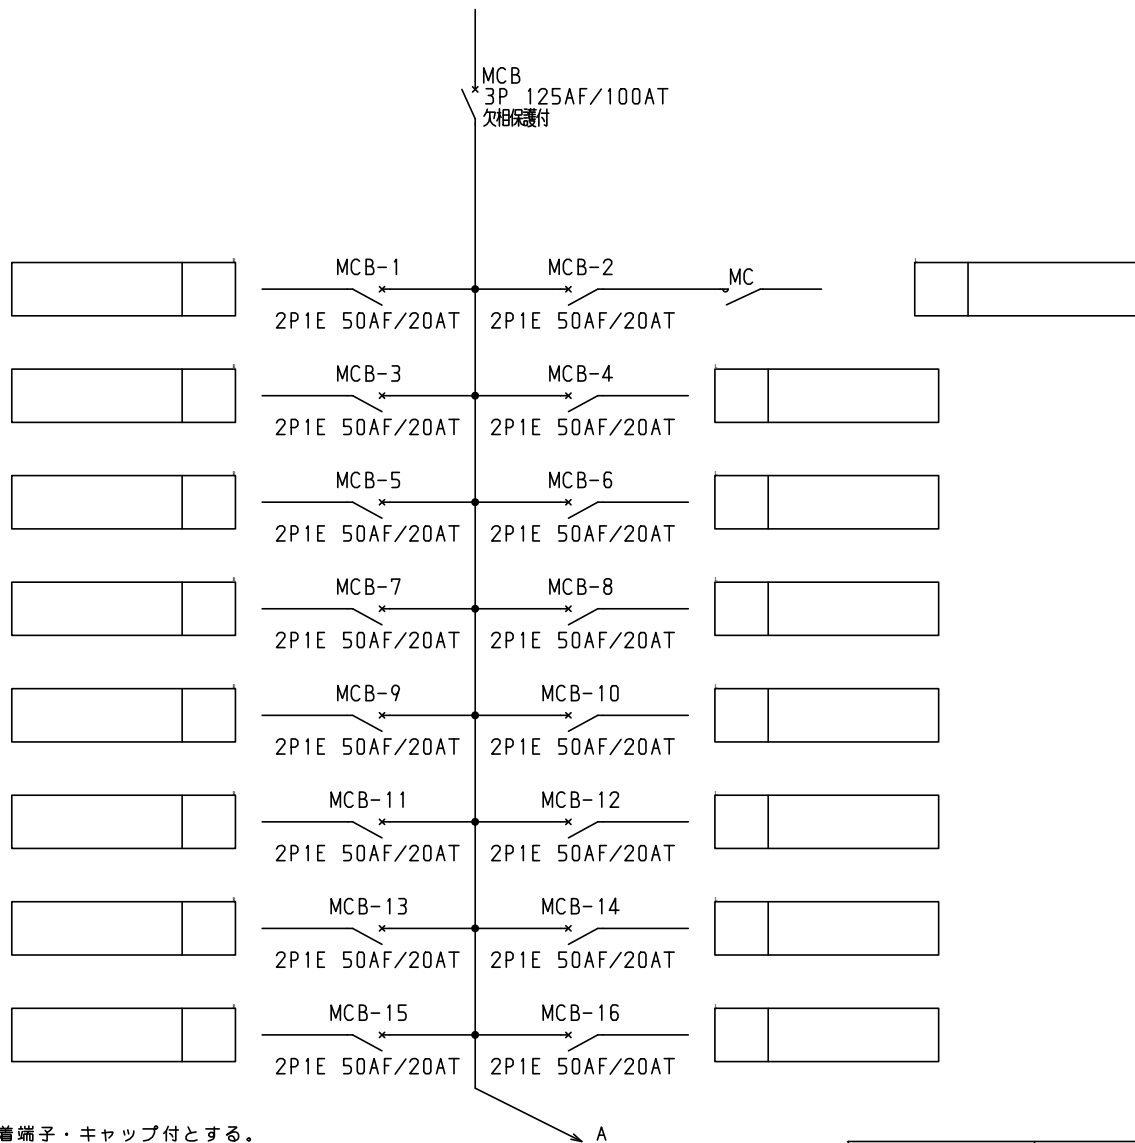 MCB
3P 125AF/100AT
欠相保護付
MCB-1
MCB-2
MC
2P1E 50AF/20AT
2P1E 50AF/20AT
MCB-3
MCB-4
2P1E 50AF/20AT
2P1E 50AF/20AT
MCB-5
MCB-6
2P1E 50AF/20AT
2P1E 50AF/20AT
MCB-7
MCB-8
2P1E 50AF/20AT
2P1E 50AF/20AT
MCB-9
MCB-10
2P1E 50AF/20AT
2P1E 50AF/20AT
MCB-11
MCB-12
2P1E 50AF/20AT
2P1E 50AF/20AT
MCB-13
MCB-14
2P1E 50AF/20AT
2P1E 50AF/20AT
MCB-15
MCB-16
2P1E 50AF/20AT
2P1E 50AF/20AT
着端子・キャップ付とする。
A